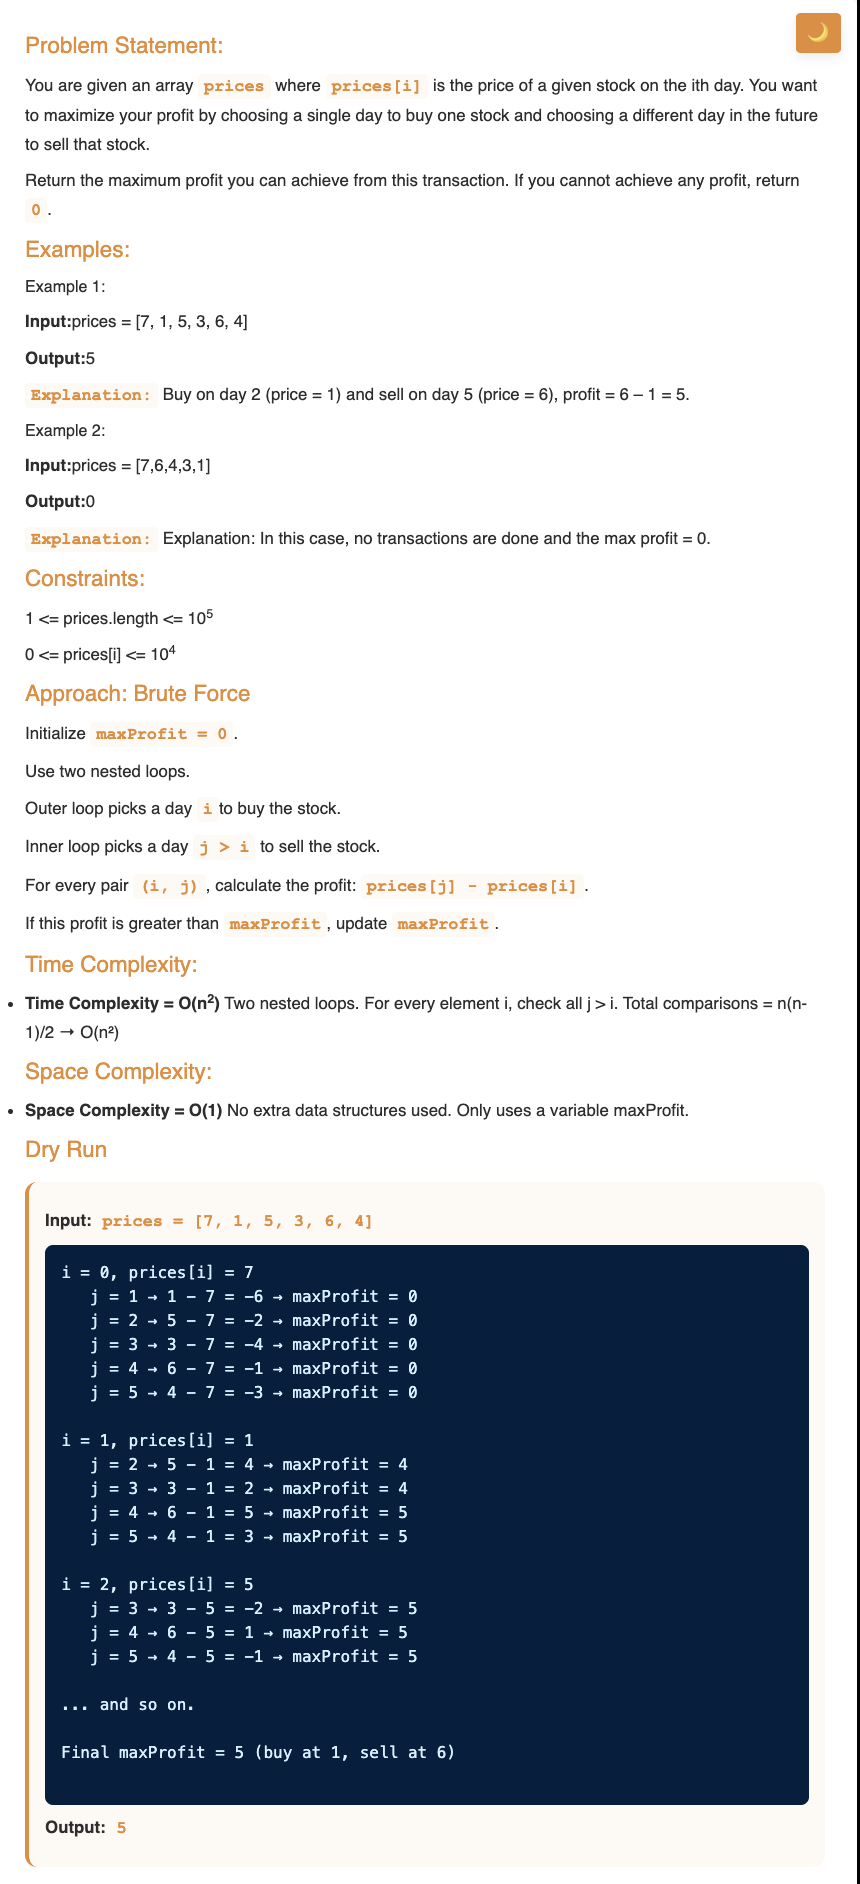 Problem Statement:
You are given an array prices where prices[i] is the price of a given stock on the ith day. You want
to maximize your profit by choosing a single day to buy one stock and choosing a different day in the future
to sell that stock.
Return the maximum profit you can achieve from this transaction. If you cannot achieve any profit, return
0 .
Examples:
Example 1:
Input:prices = [7, 1, 5, 3, 6, 4]
Output:5
Explanation: Buy on day 2 (price = 1) and sell on day 5 (price = 6), profit = 6 – 1 = 5.
Example 2:
Input:prices = [7,6,4,3,1]
Output:0
Explanation: Explanation: In this case, no transactions are done and the max profit = 0.
Constraints:
1 <= prices.length <= 10⁵
0 <= prices[i] <= 10⁴
Approach: Brute Force
Initialize maxProfit = 0 .
Use two nested loops.
Outer loop picks a day i to buy the stock.
Inner loop picks a day j > i to sell the stock.
For every pair (i, j) , calculate the profit: prices[j] - prices[i] .
If this profit is greater than maxProfit , update maxProfit .
Time Complexity:
• Time Complexity = O(n²) Two nested loops. For every element i, check all j > i. Total comparisons = n(n-
1)/2 → O(n²)
Space Complexity:
• Space Complexity = O(1) No extra data structures used. Only uses a variable maxProfit.
Dry Run
Input: prices = [7, 1, 5, 3, 6, 4]
i = 0, prices[i] = 7
j = 1 → 1 − 7 = −6 → maxProfit = 0
j = 2 → 5 − 7 = −2 → maxProfit = 0
j = 3 → 3 − 7 = −4 → maxProfit = 0
j = 4 → 6 − 7 = −1 → maxProfit = 0
j = 5 → 4 − 7 = −3 → maxProfit = 0
i = 1, prices[i] = 1
j = 2 → 5 − 1 = 4 → maxProfit = 4
j = 3 → 3 − 1 = 2 → maxProfit = 4
j = 4 → 6 − 1 = 5 → maxProfit = 5
j = 5 → 4 − 1 = 3 → maxProfit = 5
i = 2, prices[i] = 5
j = 3 → 3 − 5 = −2 → maxProfit = 5
j = 4 → 6 − 5 = 1 → maxProfit = 5
j = 5 → 4 − 5 = −1 → maxProfit = 5
... and so on.
Final maxProfit = 5 (buy at 1, sell at 6)
Output: 5